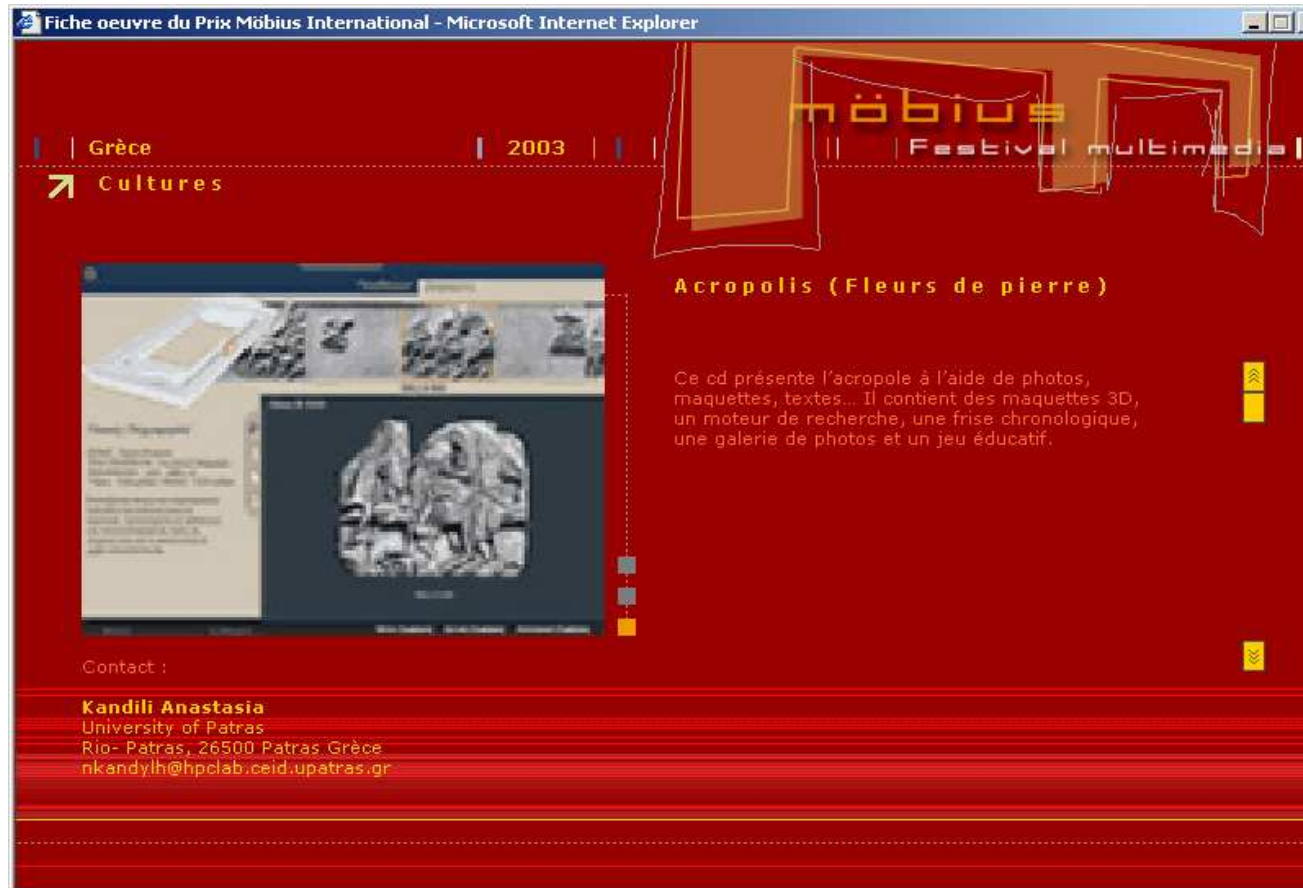 Fiche oeuvre du Prix Möbius International - Microsoft Internet Explorer
möbius
Grèce 2003 Festival multimedia
Cultures
Acropolis (Fleurs de pierre)
Ce cd présente l'acropole à l'aide de photos,
maquettes, textes... Il contient des maquettes 3D,
un moteur de recherche, une frise chronologique,
une galerie de photos et un jeu éducatif.
Contact :
Kandili Anastasia
University of Patras
Rio- Patras, 26500 Patras Grèce
nkandylh@hpclab.ceid.upatras.gr